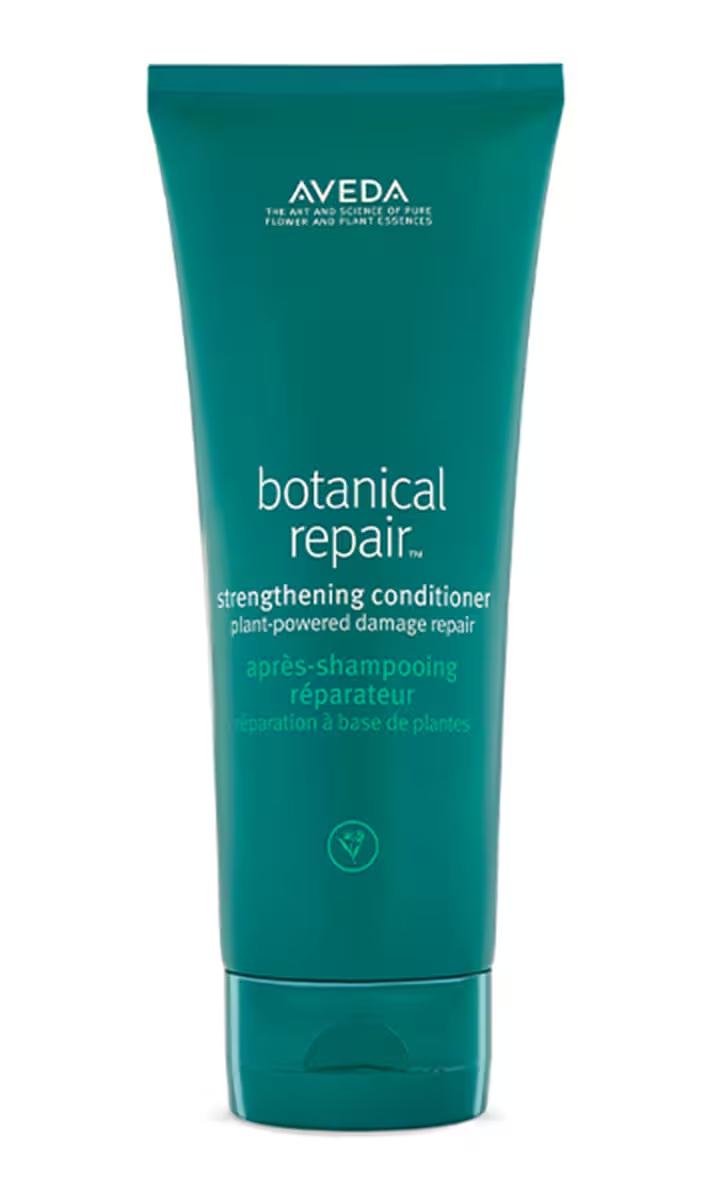 AVEDA
THE ART AND SCIENCE OF PURE
FLOWER AND PLANT ESSENCES
botanical
repair™
strengthening conditioner
plant-powered damage repair
après-shampooing
réparateur
réparation à base de plantes